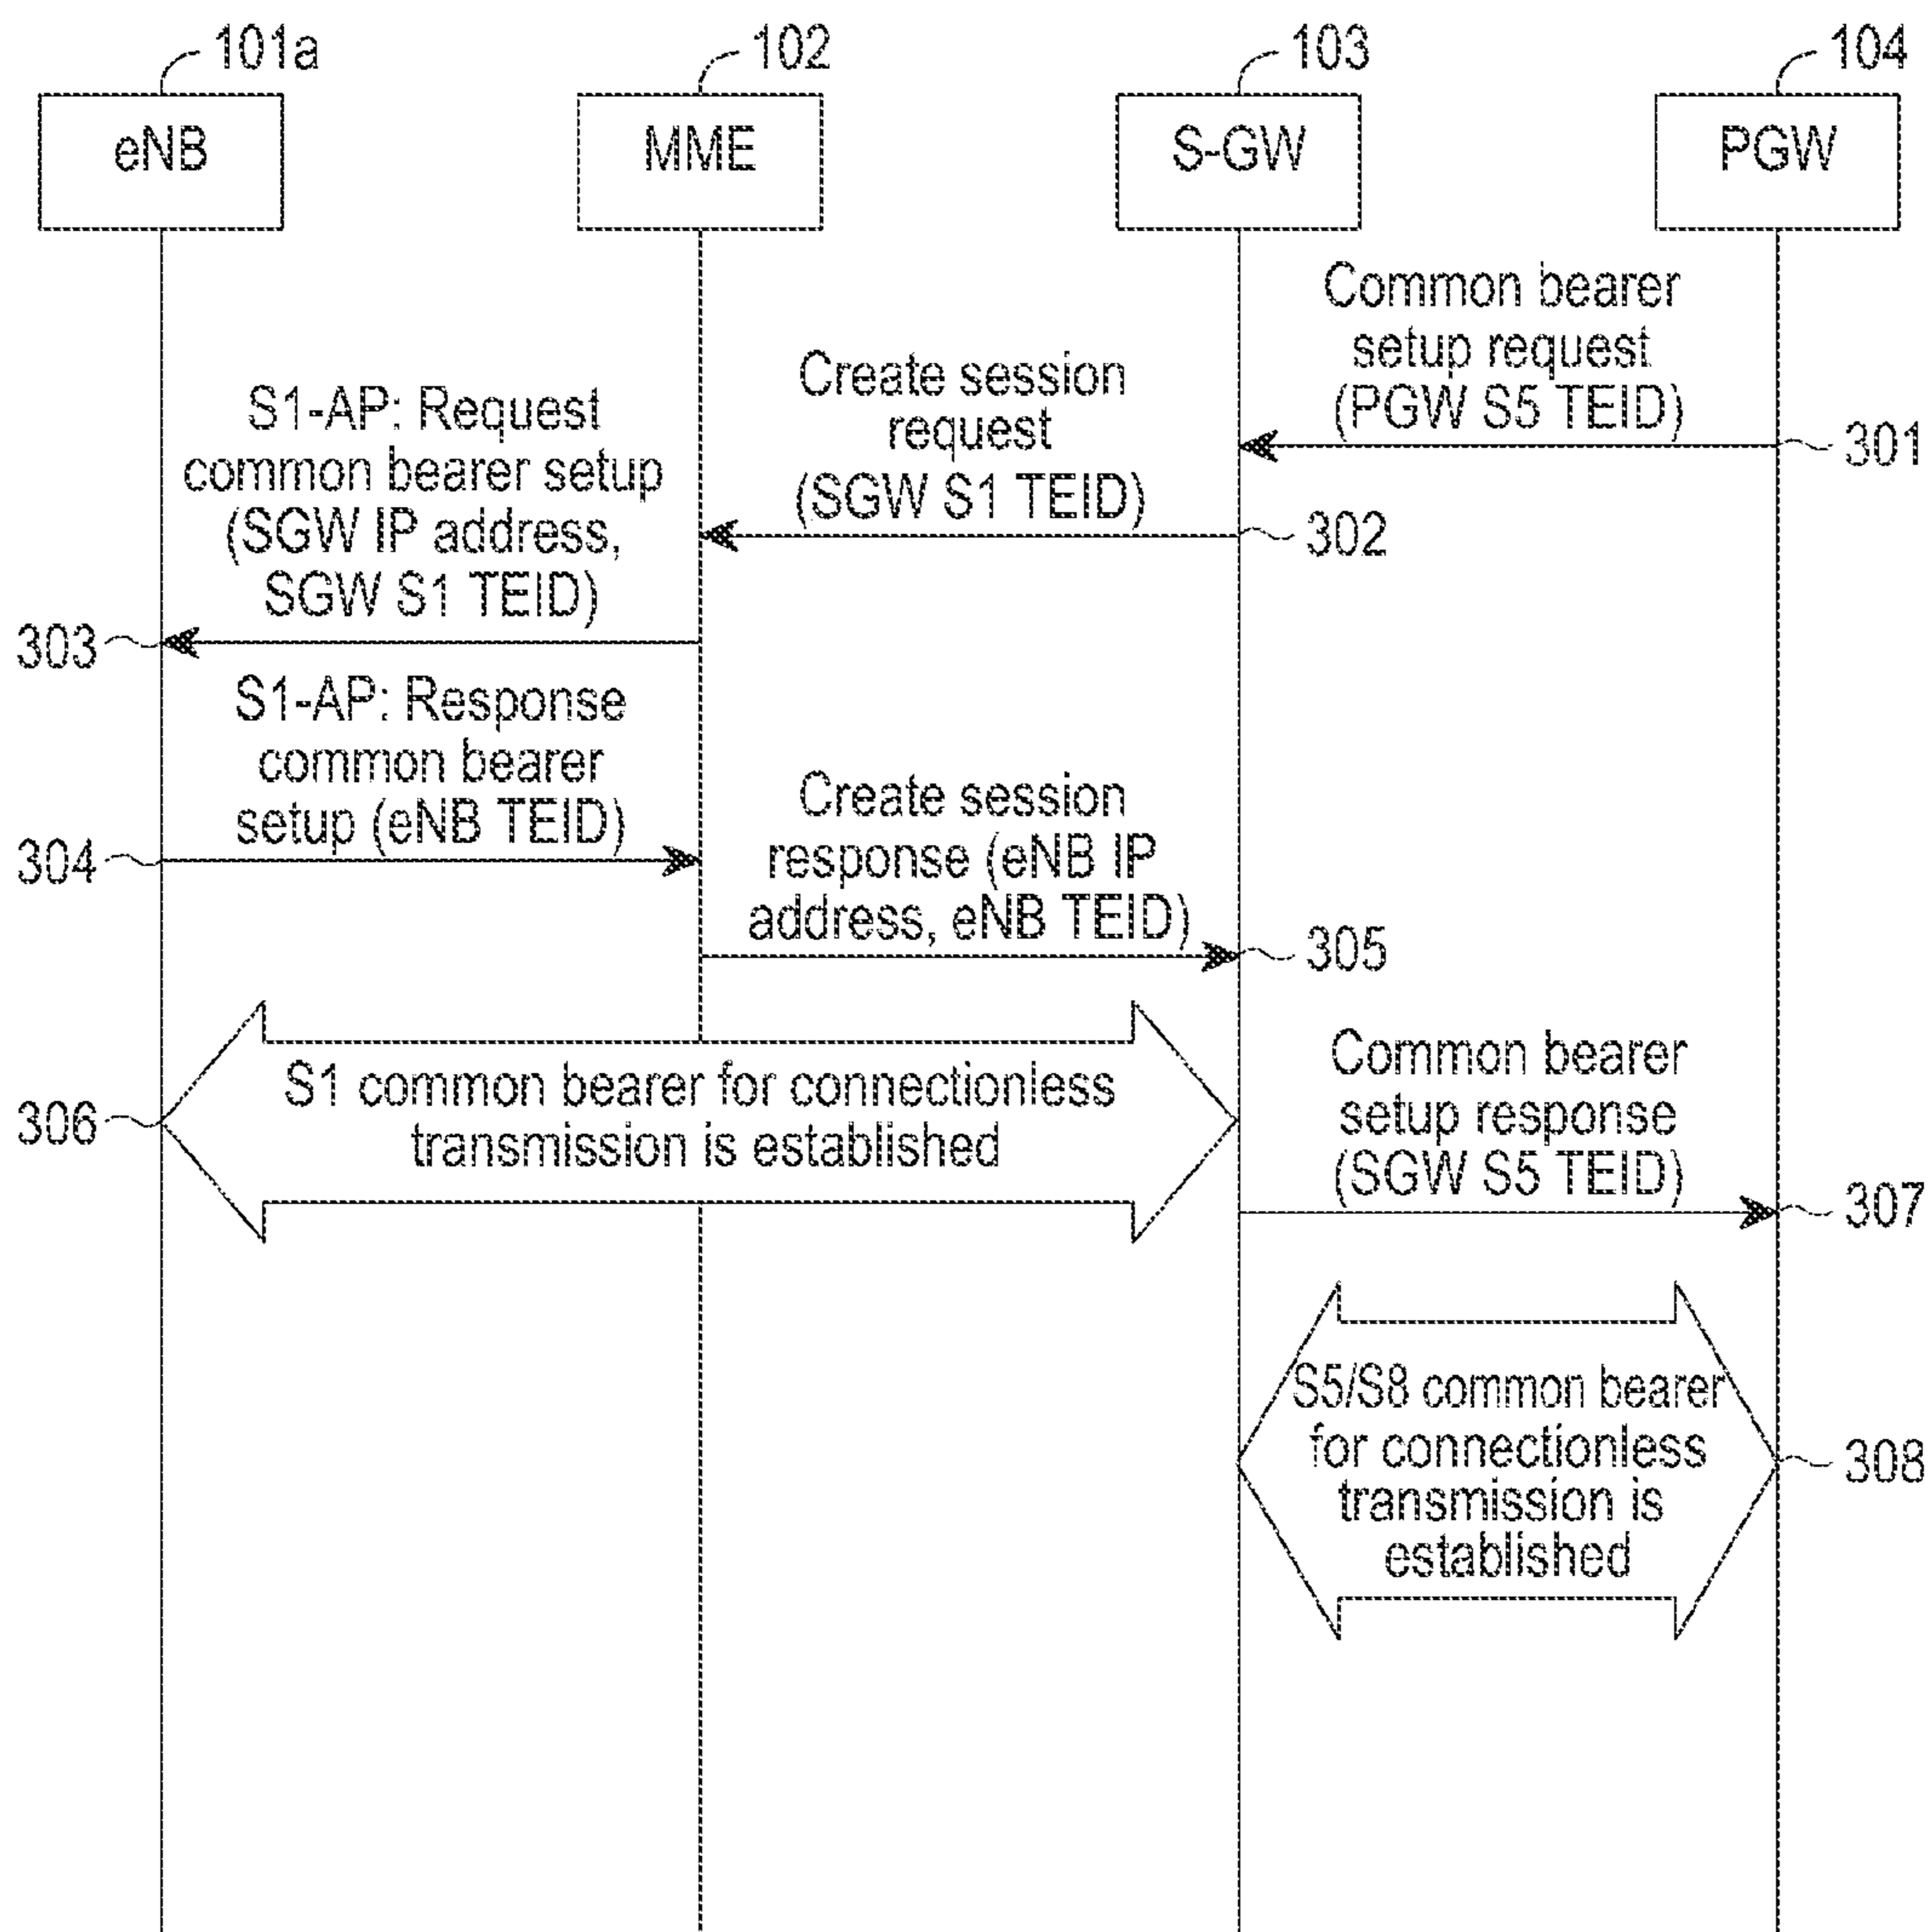 101a
102
103
104
eNB
MME
S-GW
PGW
Common bearer
setup request
(PGW S5 TEID)
301
Create session
request
(SGW S1 TEID)
302
S1-AP: Request
common bearer setup
(SGW IP address,
SGW S1 TEID)
303
S1-AP: Response
common bearer
setup (eNB TEID)
304
Create session
response (eNB IP
address, eNB TEID)
305
S1 common bearer for connectionless
transmission is established
306
Common bearer
setup response
(SGW S5 TEID)
307
S5/S8 common bearer
for connectionless
transmission is
established
308